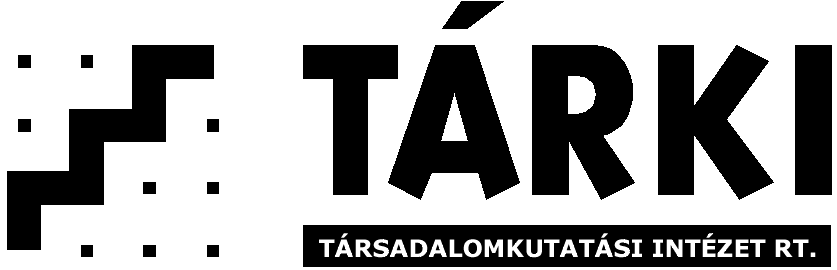 TÁRKI
TÁRSADALOMKUTATÁSI INTÉZET RT.